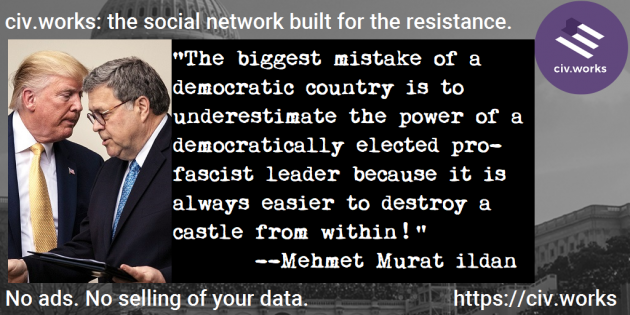 civ.works: the social network built for the resistance.
civ.works
"The biggest mistake of a
democratic country is to
underestimate the power of a
democratically elected pro-
fascist leader because it is
always easier to destroy a
castle from within!"
--Mehmet Murat ildan
No ads. No selling of your data.
https://civ.works